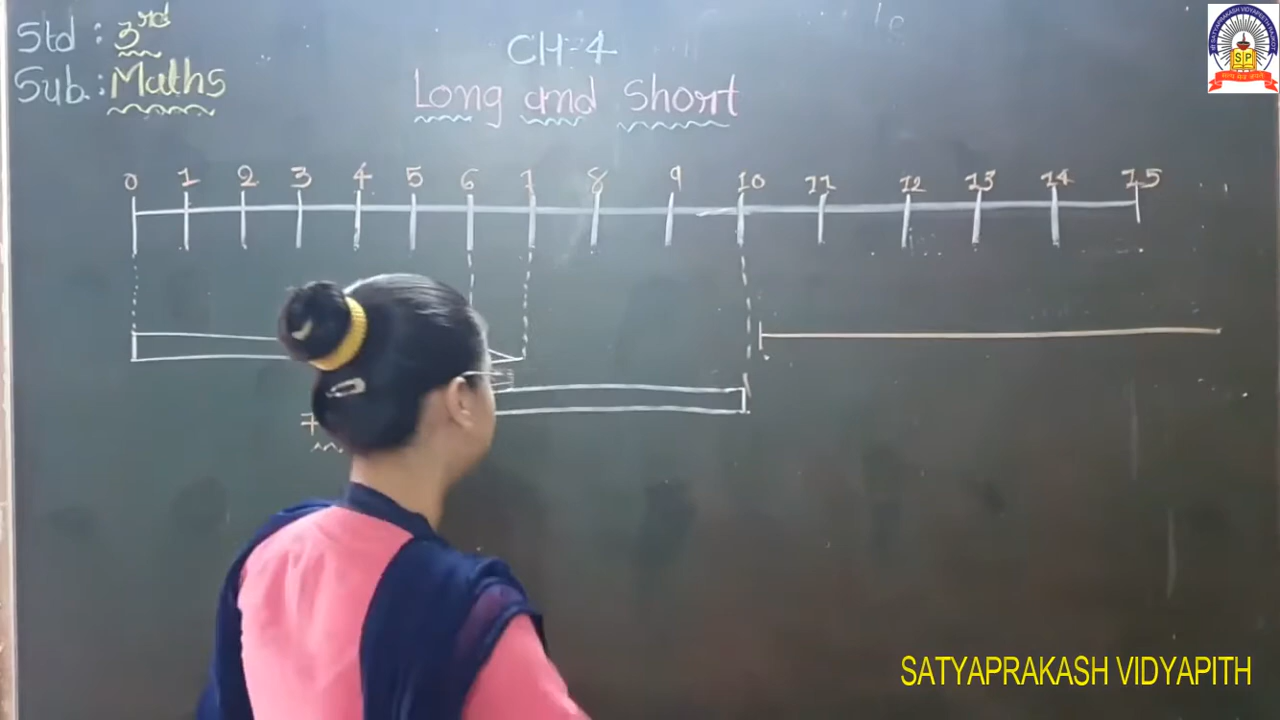 Std : 3rd
Sub. : Maths
CH-4
Long and Short
0 1 2 3 4 5 6 7 8 9 10 11 12 13 14 15
SP
SATYAPRAKASH VIDYAPITH